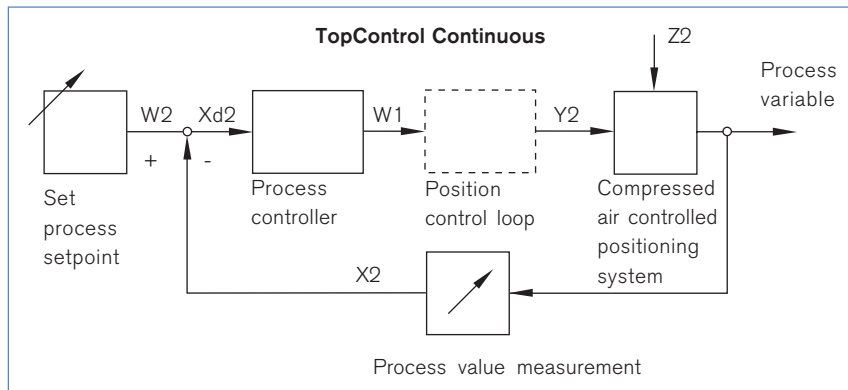 TopControl Continuous
Z2
Process
variable
W2
Xd2
W1
Y2
+
-
Set
process
setpoint
Process
controller
Position
control loop
Compressed
air controlled
positioning
system
X2
Process value measurement